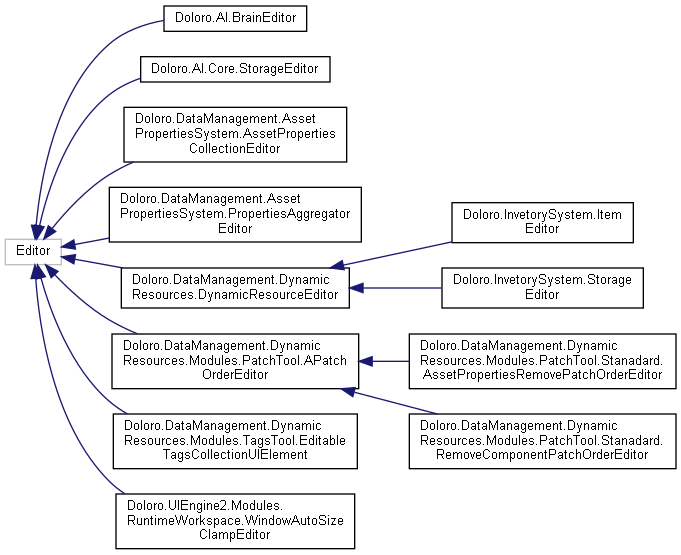 Doloro.AI.BrainEditor
Doloro.AI.Core.StorageEditor
Doloro.DataManagement.Asset
PropertiesSystem.AssetProperties
CollectionEditor
Doloro.DataManagement.Asset
PropertiesSystem.PropertiesAggregator
Editor
Editor
Doloro.DataManagement.Dynamic
Resources.DynamicResourceEditor
Doloro.InvetorySystem.Item
Editor
Doloro.InvetorySystem.Storage
Editor
Doloro.DataManagement.Dynamic
Resources.Modules.PatchTool.APatch
OrderEditor
Doloro.DataManagement.Dynamic
Resources.Modules.PatchTool.Stanadard.
AssetPropertiesRemovePatchOrderEditor
Doloro.DataManagement.Dynamic
Resources.Modules.PatchTool.Stanadard.
RemoveComponentPatchOrderEditor
Doloro.DataManagement.Dynamic
Resources.Modules.TagsTool.Editable
TagsCollectionUIElement
Doloro.UIEngine2.Modules.
RuntimeWorkspace.WindowAutoSize
ClampEditor